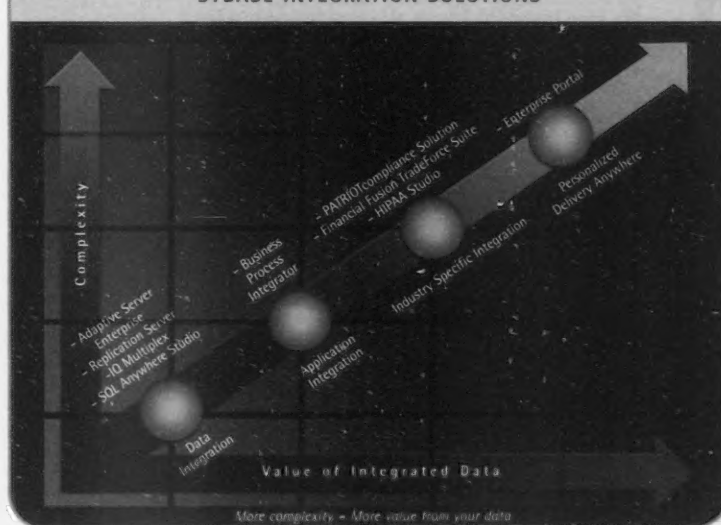 SYBASE INTEGRATION SOLUTIONS
Complexity
- Adaptive Server
Enterprise
- Replication Server
-IQ Multiplex
- SQL Anywhere Studio
Data
Integration
- Business
Process
Integrator
Application
Integration
- PATRIOTcompliance Solution
- Financial Fusion TradeForce Suite
- HIPAA Studio
Industry Specific Integration
- Enterprise Portal
Personalized
Delivery Anywhere
Value of Integrated Data
More complexity = More value from your data